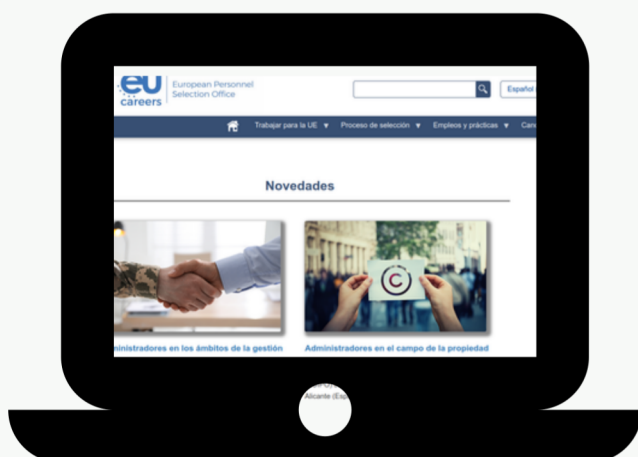 eu
careers
European Personnel
Selection Office
Español
Trabajar para la UE ▼ Proceso de selección ▼ Empleos y prácticas ▼
Novedades
C
ministradores en los ámbitos de la gestión
Administradores en el campo de la propiedad
Alicante (Esp